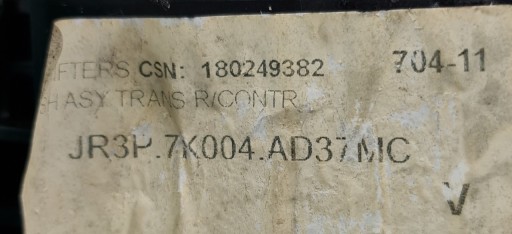 FTERS CSN: 180249382 704-11
H ASY TRANS R/CONTR
JR3P.7K004.AD37MC
V